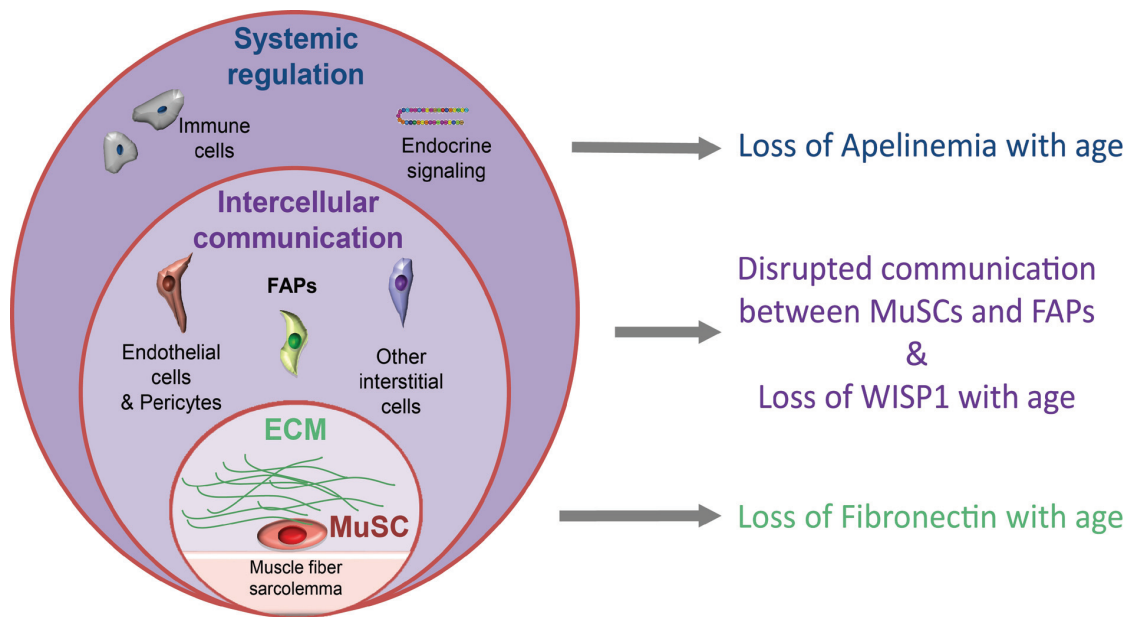 Systemic
regulation
Immune
cells
Endocrine
signaling
Loss of Apelinemia with age
Intercellular
communication
FAPs
Endothelial
cells
& Pericytes
Other
interstitial
cells
Disrupted communication
between MuSCs and FAPs
&
Loss of WISP1 with age
ECM
MuSC
Muscle fiber
sarcolemma
Loss of Fibronectin with age